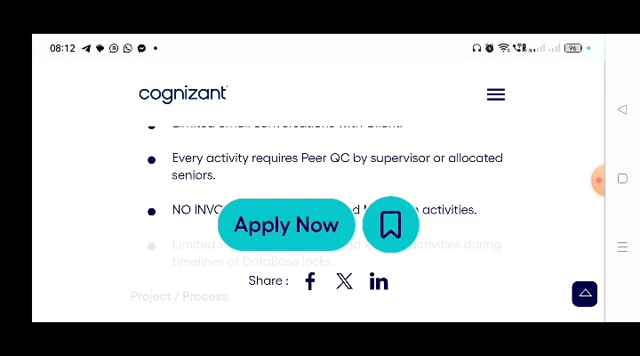 08:12
96
cognizant
Every activity requires Peer QC by supervisor or allocated
seniors.
NO activities.
Apply Now
Limited activities during
timelines of DataBase locks.
Share :
Project / Process: